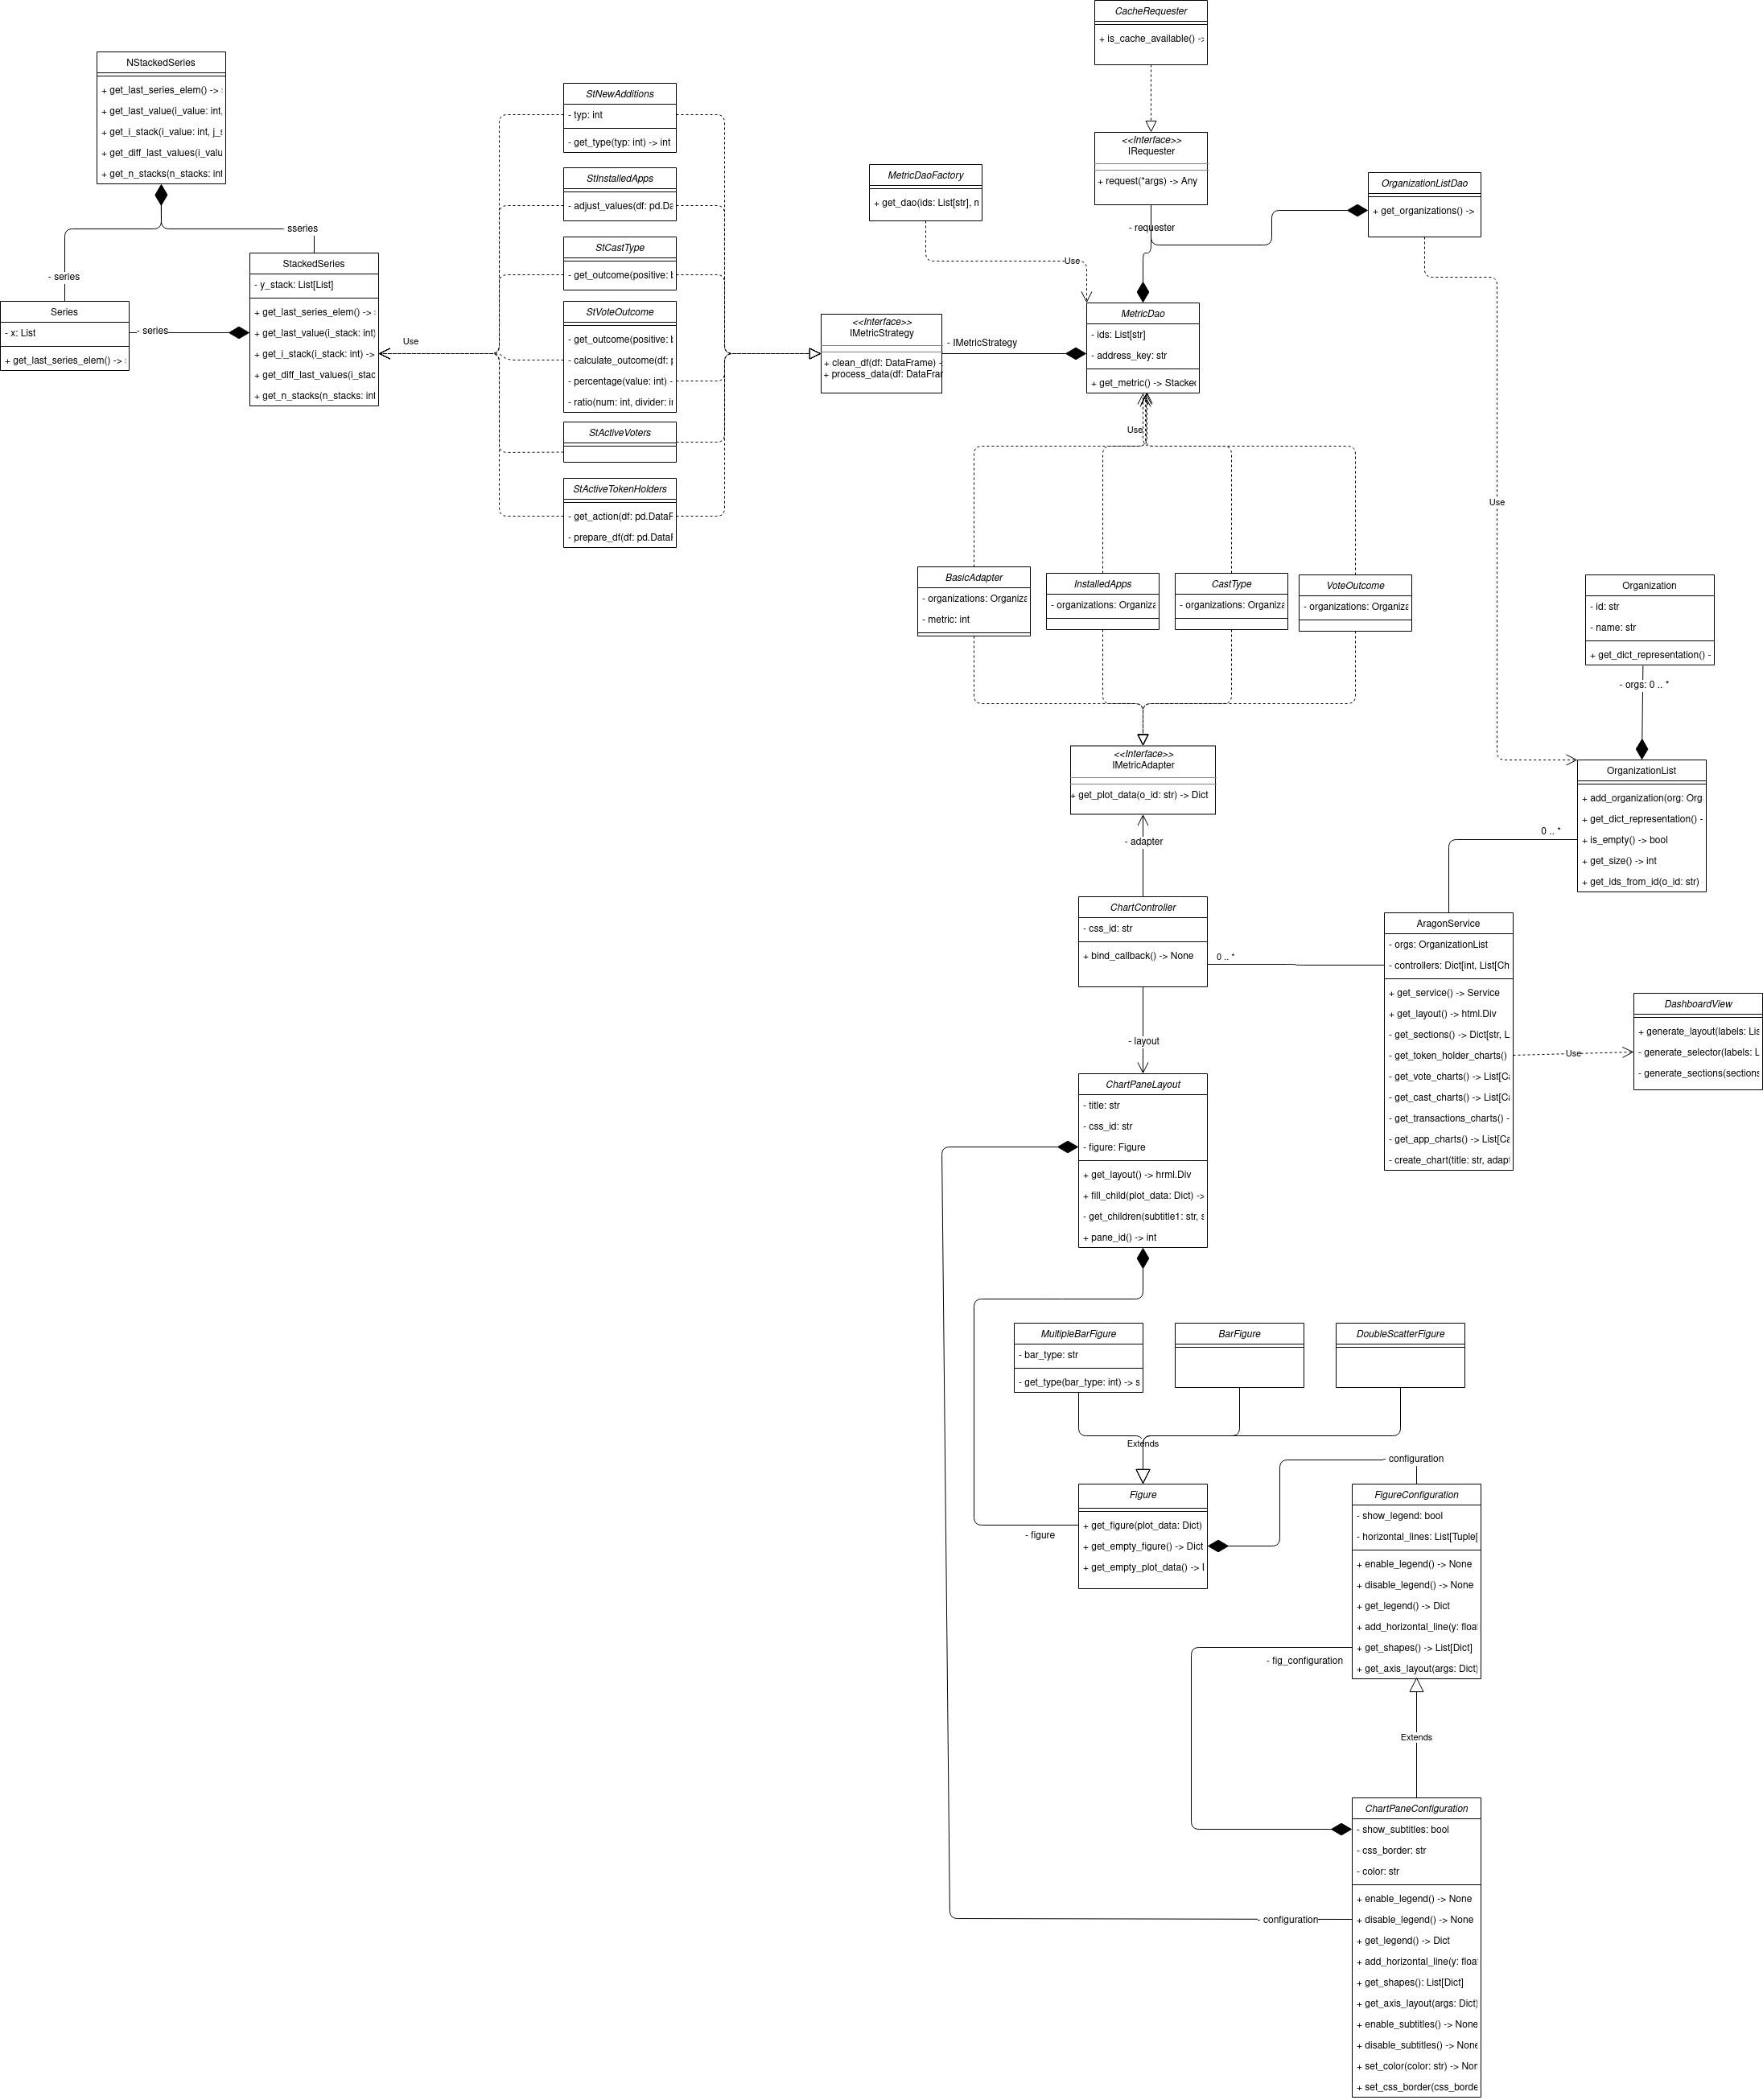 CacheRequester
+ is_cache_available() ->
NStackedSeries
+ get_last_series_elem() ->
+ get_last_value(i_value: int,
+ get_i_stack(i_value: int, j_
+ get_diff_last_values(i_valu
+ get_n_stacks(n_stacks: int
StNewAdditions
- typ: int
- get_type(typ: int) -> int
<<Interface>>
IRequester
+ request(*args) -> Any
MetricDaoFactory
+ get_dao(ids: List[str], n
OrganizationListDao
+ get_organizations() ->
StInstalledApps
- adjust_values(df: pd.Da
- requester
- sseries
StCastType
- get_outcome(positive:
Use
StackedSeries
- y_stack: List[List]
+ get_last_series_elem() ->
+ get_last_value(i_stack: int)
+ get_i_stack(i_stack: int) ->
+ get_diff_last_values(i_stac
+ get_n_stacks(n_stacks: int
- series
Series
- x: List
+ get_last_series_elem() ->
- series
Use
StVoteOutcome
- get_outcome(positive:
- calculate_outcome(df:
- percentage(value: int) -
- ratio(num: int, divider:
<<Interface>>
IMetricStrategy
+ clean_df(df: DataFrame) -
+ process_data(df: DataFrar
- IMetricStrategy
MetricDao
- ids: List[str]
- address_key: str
+ get_metric() -> Stacke
StActiveVoters
Use
StActiveTokenHolders
- get_action(df: pd.DataF
- prepare_df(df: pd.Data
Use
BasicAdapter
- organizations: Organiza
- metric: int
InstalledApps
- organizations: Organiza
CastType
- organizations: Organiza
VoteOutcome
- organizations: Organiza
Organization
- id: str
- name: str
+ get_dict_representation() -
- orgs: 0 .. *
<<Interface>>
IMetricAdapter
+ get_plot_data(o_id: str) -> Dict
OrganizationList
+ add_organization(org: Org
+ get_dict_representation() -
+ is_empty() -> bool
+ get_size() -> int
+ get_ids_from_id(o_id: str)
0 .. *
- adapter
ChartController
- css_id: str
+ bind_callback() -> None
0 .. *
AragonService
- orgs: OrganizationList
- controllers: Dict[int, List[Ch
+ get_service() -> Service
+ get_layout() -> html.Div
- get_sections() -> Dict[str, L
- get_token_holder_charts()
- get_vote_charts() -> List[C
- get_cast_charts() -> List[C
- get_transactions_charts() -
- get_app_charts() -> List[Ca
- create_chart(title: str, adap
Use
DashboardView
+ generate_layout(labels: Lis
- generate_selector(labels: L
- generate_sections(sections
- layout
ChartPaneLayout
- title: str
- css_id: str
- figure: Figure
+ get_layout() -> hrml.Div
+ fill_child(plot_data: Dict) ->
- get_children(subtitle1: str, s
+ pane_id() -> int
MultipleBarFigure
- bar_type: str
- get_type(bar_type: int) -> s
BarFigure
DoubleScatterFigure
Extends
- configuration
Figure
+ get_figure(plot_data: Dict)
+ get_empty_figure() -> Dict
+ get_empty_plot_data() ->
- figure
FigureConfiguration
- show_legend: bool
- horizontal_lines: List[Tuple[
+ enable_legend() -> None
+ disable_legend() -> None
+ get_legend() -> Dict
+ add_horizontal_line(y: floa
+ get_shapes() -> List[Dict]
+ get_axis_layout(args: Dict)
- fig_configuration
Extends
ChartPaneConfiguration
- show_subtitles: bool
- css_border: str
- color: str
+ enable_legend() -> None
+ disable_legend() -> None
+ get_legend() -> Dict
+ add_horizontal_line(y: floa
+ get_shapes(): List[Dict]
+ get_axis_layout(args: Dict)
+ enable_subtitles() -> None
+ disable_subtitles() -> None
+ set_color(color: str) -> Nor
+ set_css_border(css_borde
- configuration